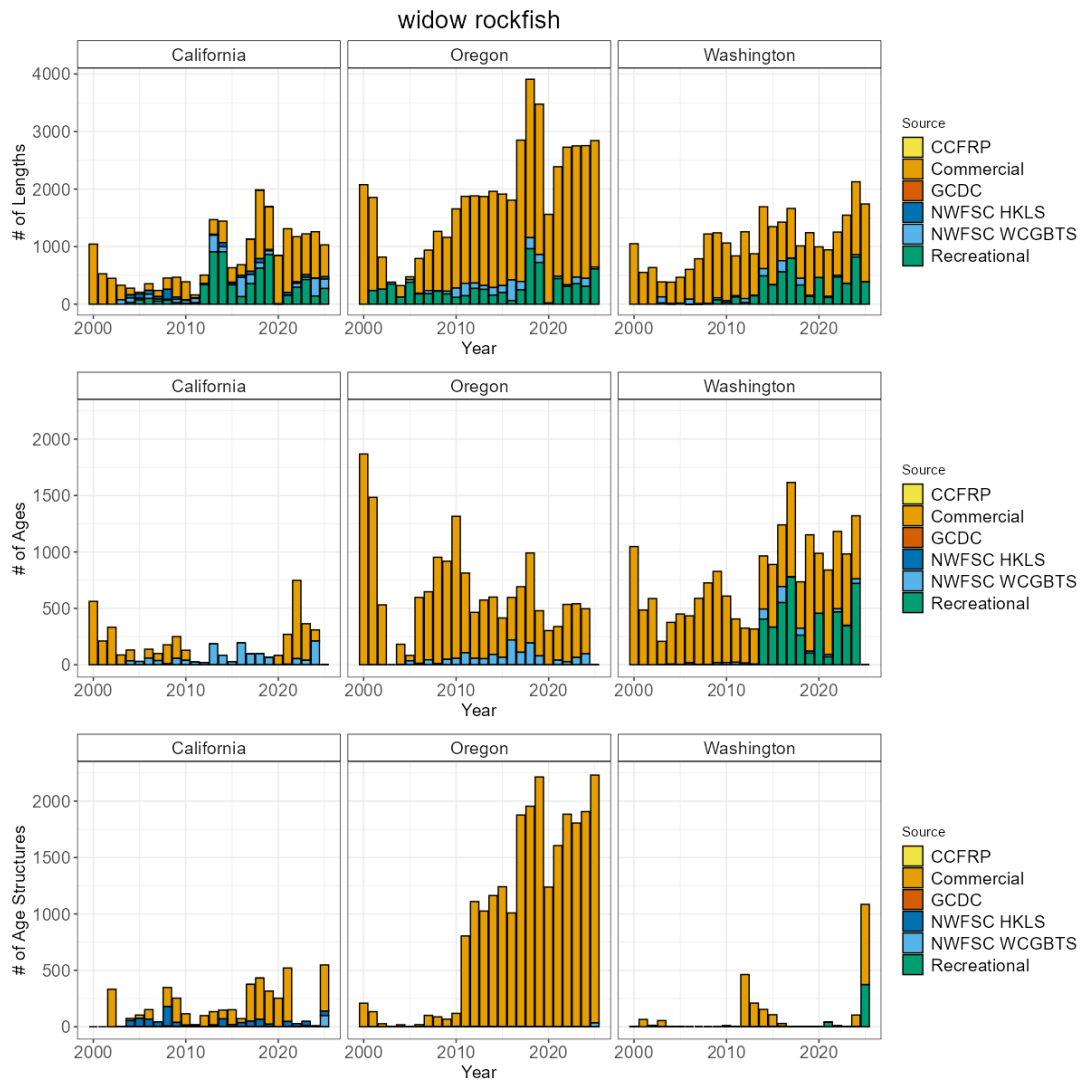 widow rockfish
California Oregon Washington
4000
3000
2000
1000
0
# of Lengths
2000 2010 2020 2000 2010 2020 2000 2010 2020
Year
Source
CCFRP
Commercial
GCDC
NWFSC HKLS
NWFSC WCGBTS
Recreational
California Oregon Washington
2000
1500
1000
500
0
# of Ages
2000 2010 2020 2000 2010 2020 2000 2010 2020
Year
Source
CCFRP
Commercial
GCDC
NWFSC HKLS
NWFSC WCGBTS
Recreational
California Oregon Washington
2000
1500
1000
500
0
# of Age Structures
2000 2010 2020 2000 2010 2020 2000 2010 2020
Year
Source
CCFRP
Commercial
GCDC
NWFSC HKLS
NWFSC WCGBTS
Recreational